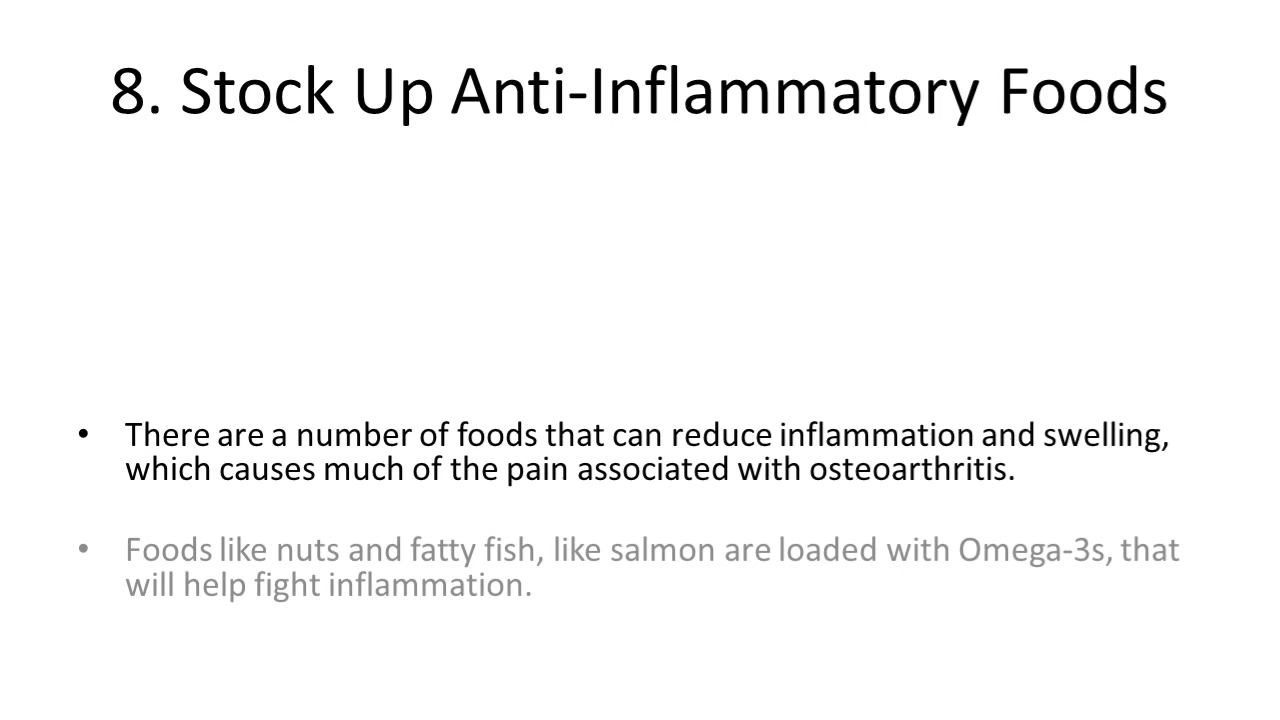 8. Stock Up Anti-Inflammatory Foods
• There are a number of foods that can reduce inflammation and swelling,
which causes much of the pain associated with osteoarthritis.
• Foods like nuts and fatty fish, like salmon are loaded with Omega-3s, that
will help fight inflammation.